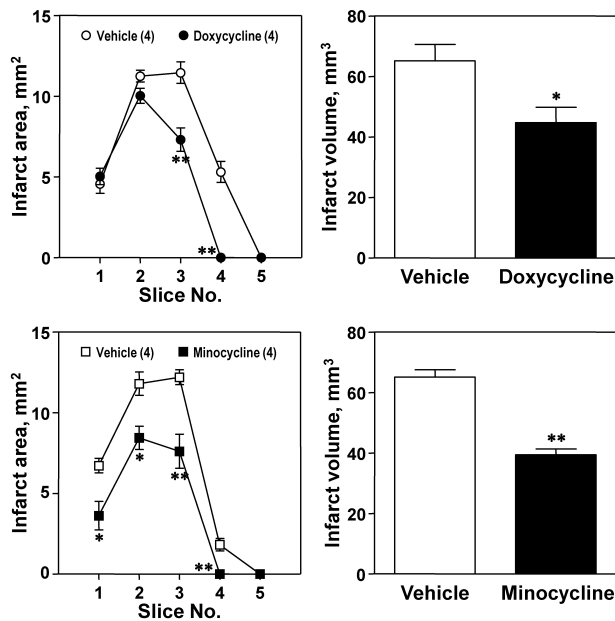 Vehicle (4) Doxycycline (4)
Infarct area, mm2
15
10
5
0
**
**
1 2 3 4 5
Slice No.
Infarct volume, mm3
80
60
40
20
0
*
Vehicle Doxycycline
Vehicle (4) Minocycline (4)
Infarct area, mm2
15
10
5
0
*
*
**
**
1 2 3 4 5
Slice No.
Infarct volume, mm3
80
60
40
20
0
**
Vehicle Minocycline